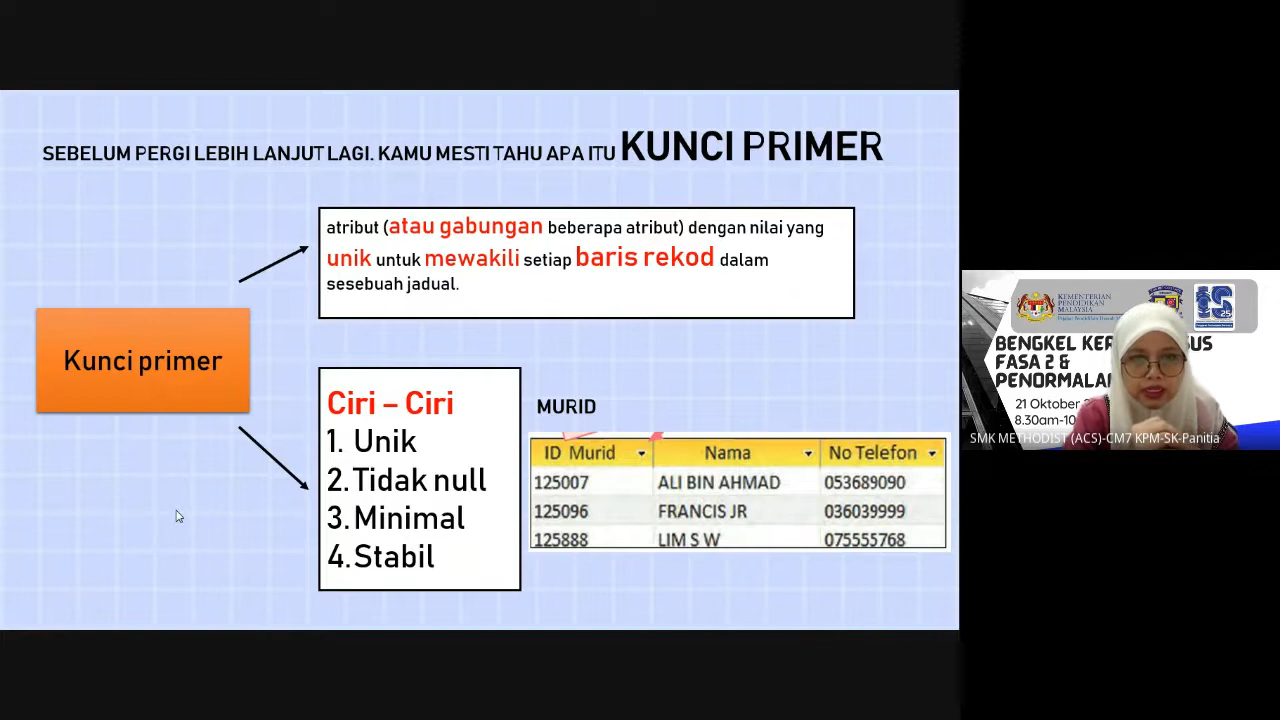 SEBELUM PERGI LEBIH LANJUT LAGI. KAMU MESTI TAHU APA ITU KUNCI PRIMER
atribut (atau gabungan beberapa atribut) dengan nilai yang
unik untuk mewakili setiap baris rekod dalam
sesebuah jadual.
Kunci primer
Ciri – Ciri
1. Unik
2. Tidak null
3. Minimal
4. Stabil
MURID
ID Murid Nama No Telefon
125007 ALI BIN AHMAD 053689090
125096 FRANCIS JR 036039999
125888 LIM S W 075555768
KEMENTERIAN
PENDIDIKAN
MALAYSIA
25
BENGKEL
FASA 2 &
21 Oktober
8.30am-10
SMK METHODIST (ACS)-CM7 KPM-SK-Panitia